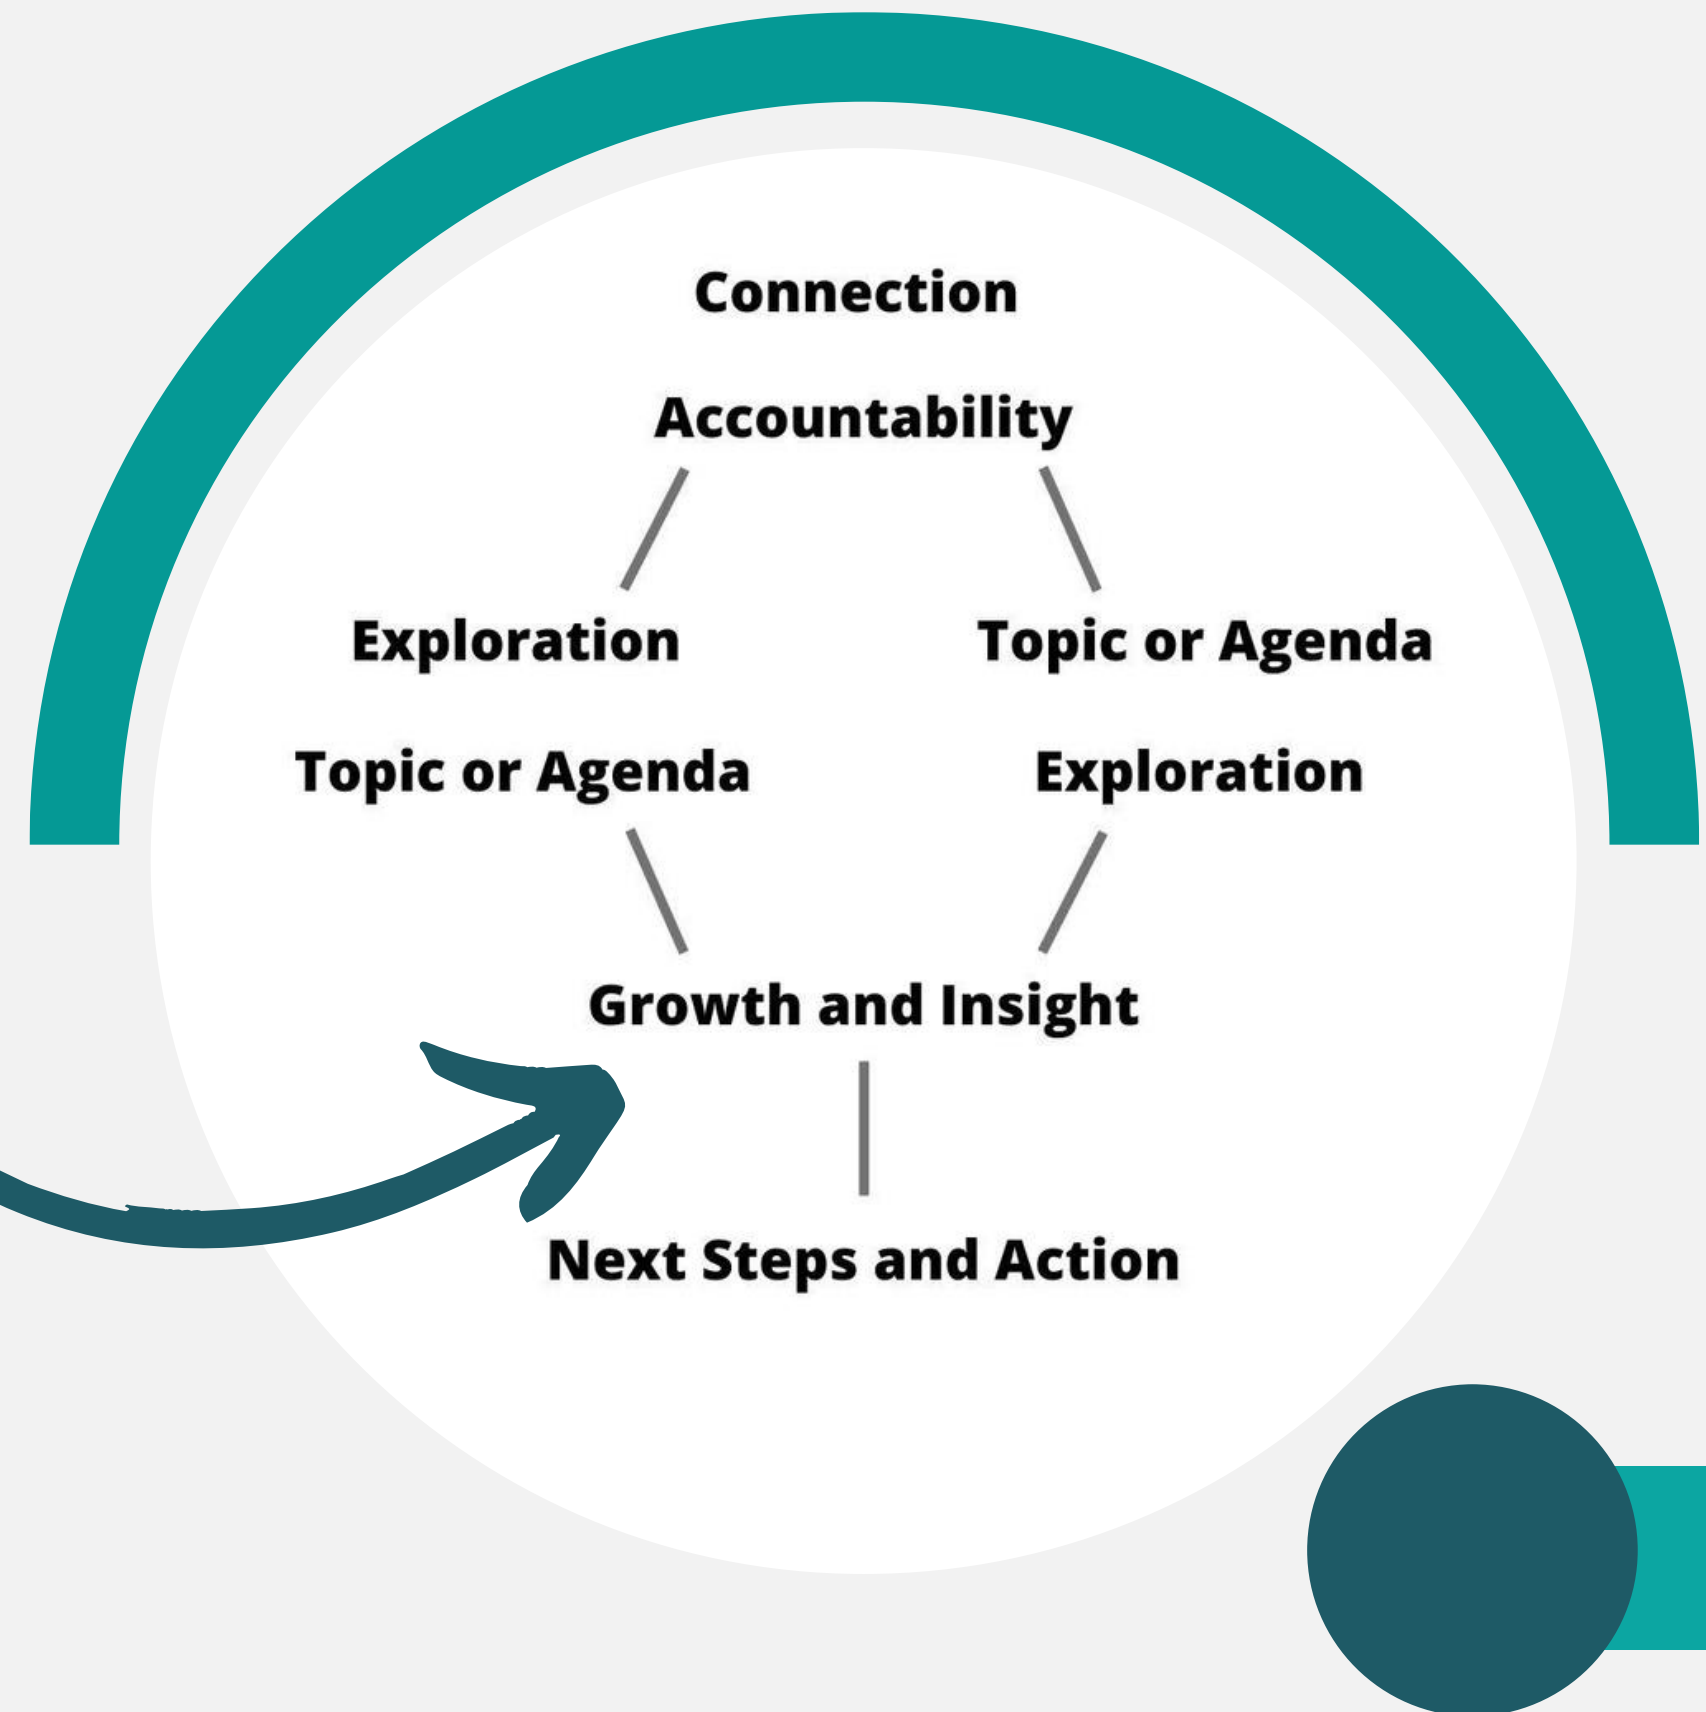 Connection
Accountability
Exploration
Topic or Agenda
Topic or Agenda
Exploration
Growth and Insight
Next Steps and Action